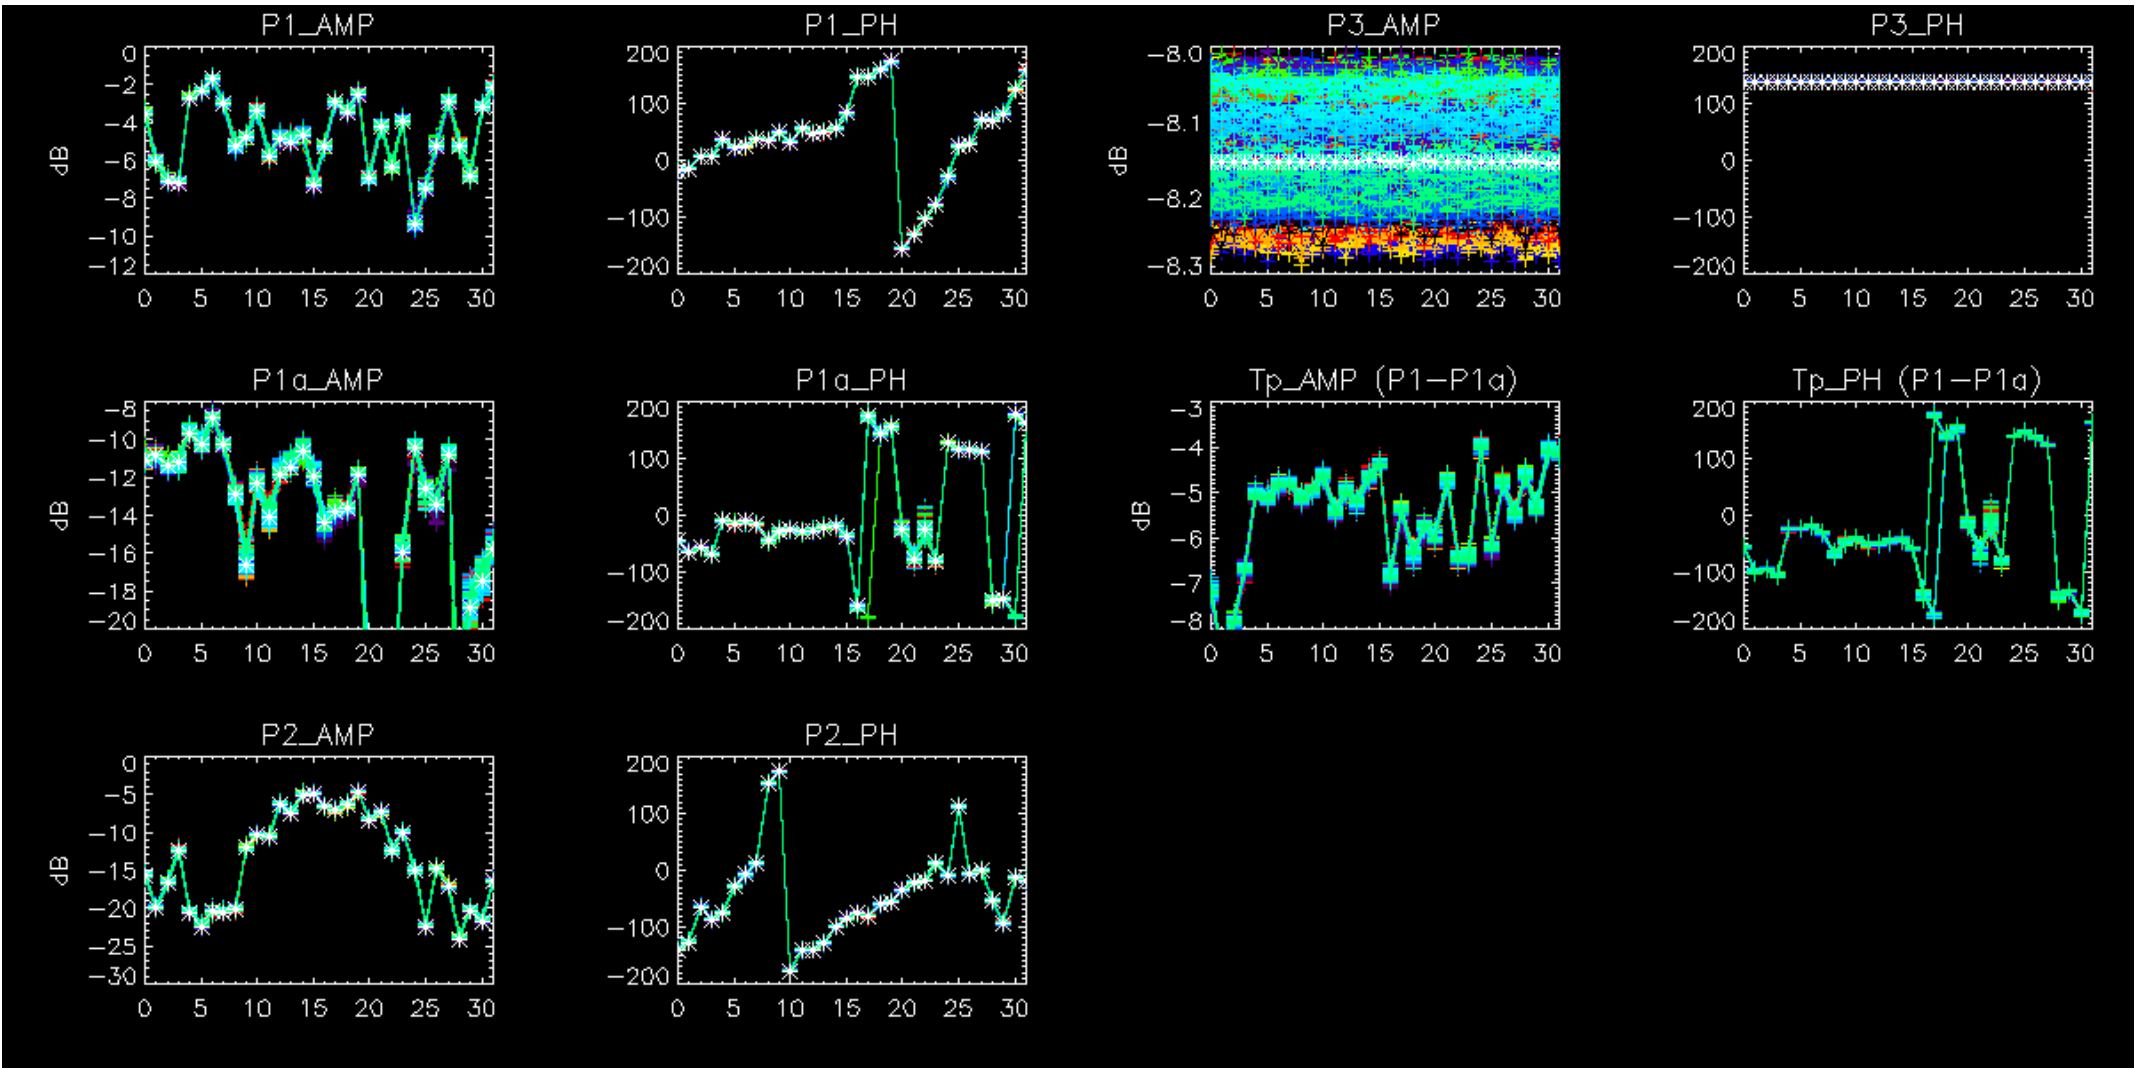 P1_AMP P1_PH P3_AMP P3_PH
0 200 -8.0 200
-2
-4 100 -8.1 100
dB -6 0 dB 0
-8 -8.2
-10 -100 -100
-12 -200 -8.3 -200
0 5 10 15 20 25 30 0 5 10 15 20 25 30 0 5 10 15 20 25 30 0 5 10 15 20 25 30
P1a_AMP P1a_PH Tp_AMP (P1-P1a) Tp_PH (P1-P1a)
-8 200 -3 200
-10 100 -4 100
-12
dB -14 0 dB -5 0
-16 -6
-18 -100 -7 -100
-20 -200 -8 -200
0 5 10 15 20 25 30 0 5 10 15 20 25 30 0 5 10 15 20 25 30 0 5 10 15 20 25 30
P2_AMP P2_PH
0 200
-5 100
-10
dB -15 0
-20
-25 -100
-30 -200
0 5 10 15 20 25 30 0 5 10 15 20 25 30